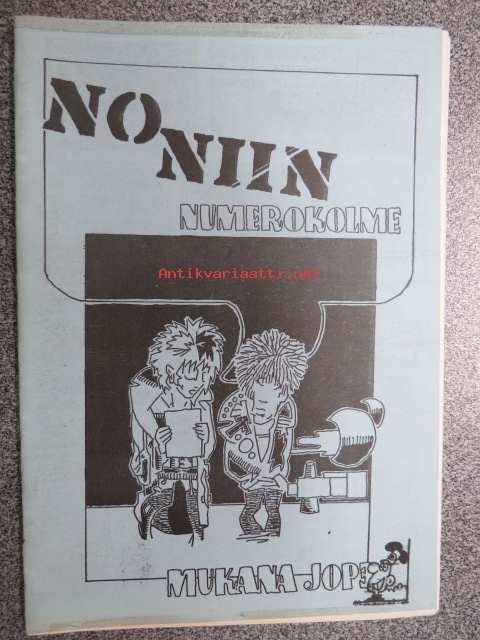 NO NIIN
NUMEROKOLME
Antikvariaatti.net
MUKANA JOPE